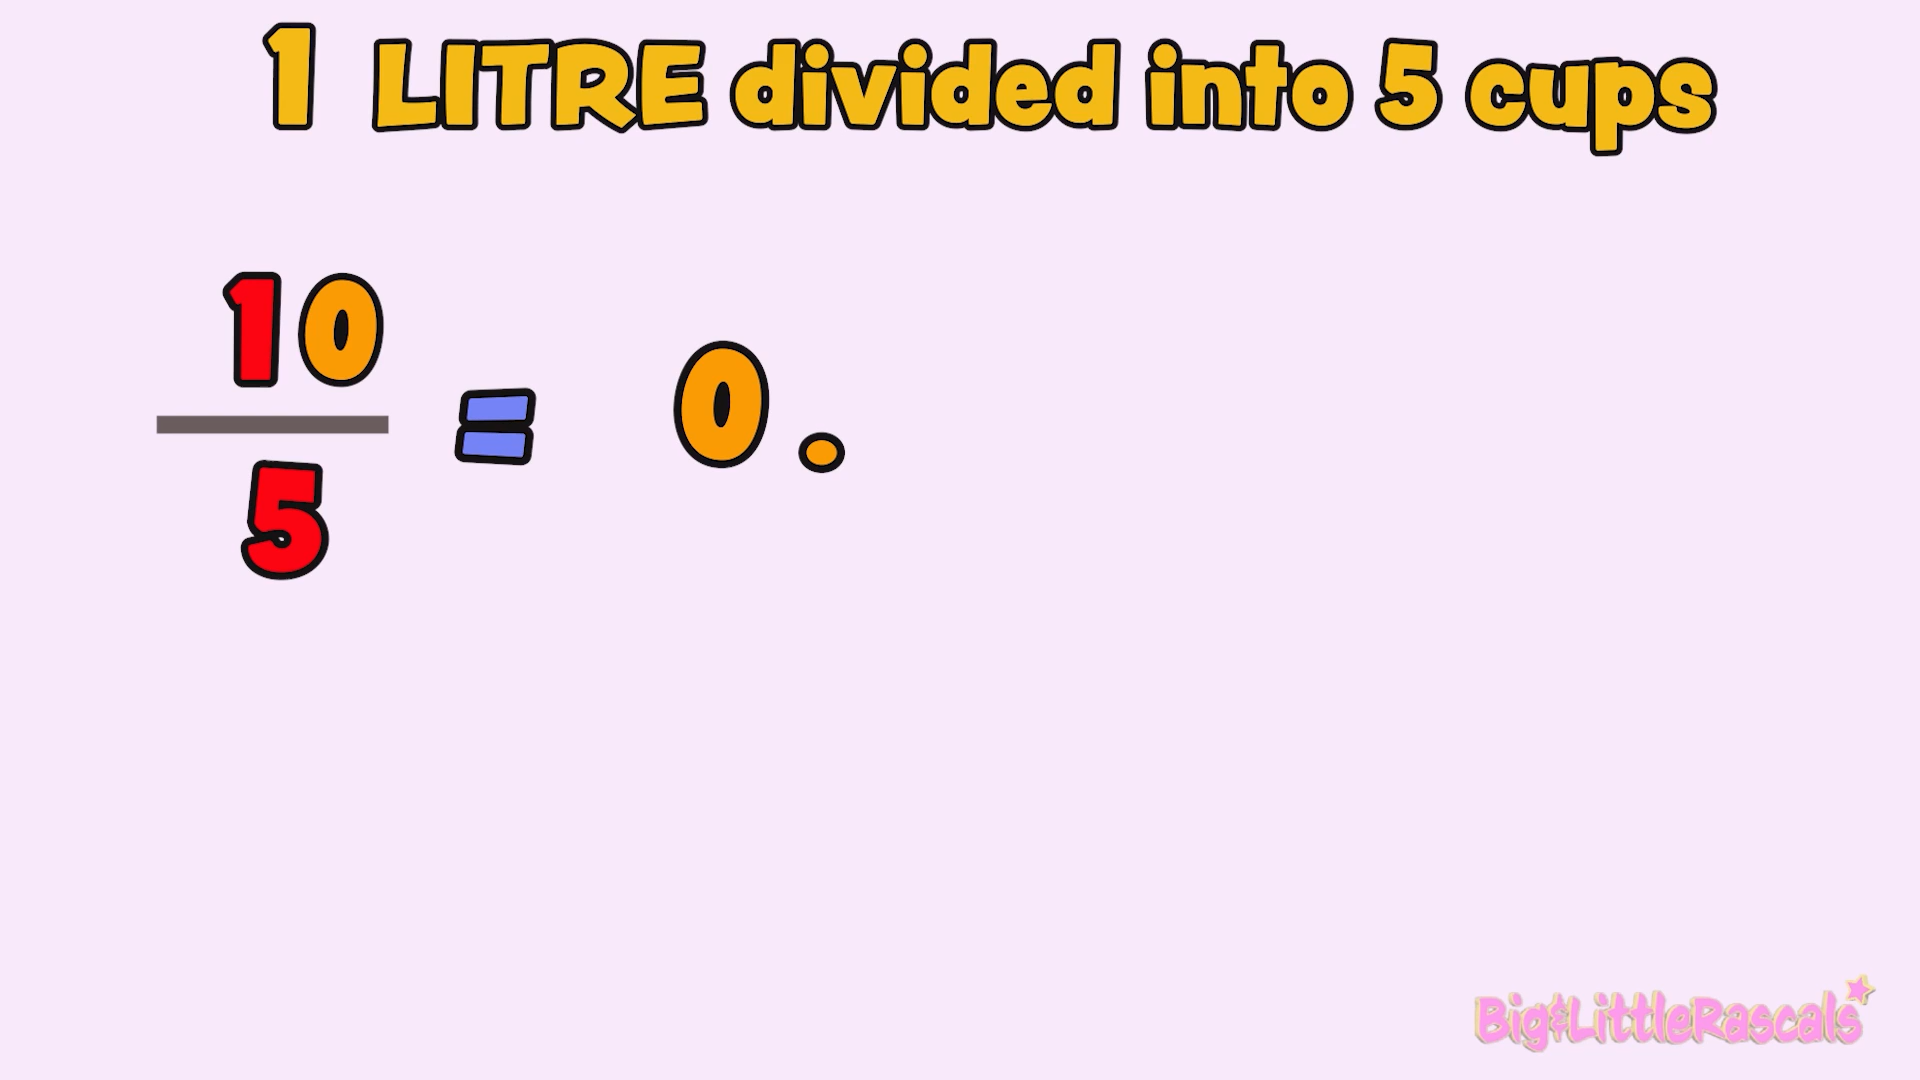 1 LITRE divided into 5 cups
10
5
= 0.
Big&LittleRascals